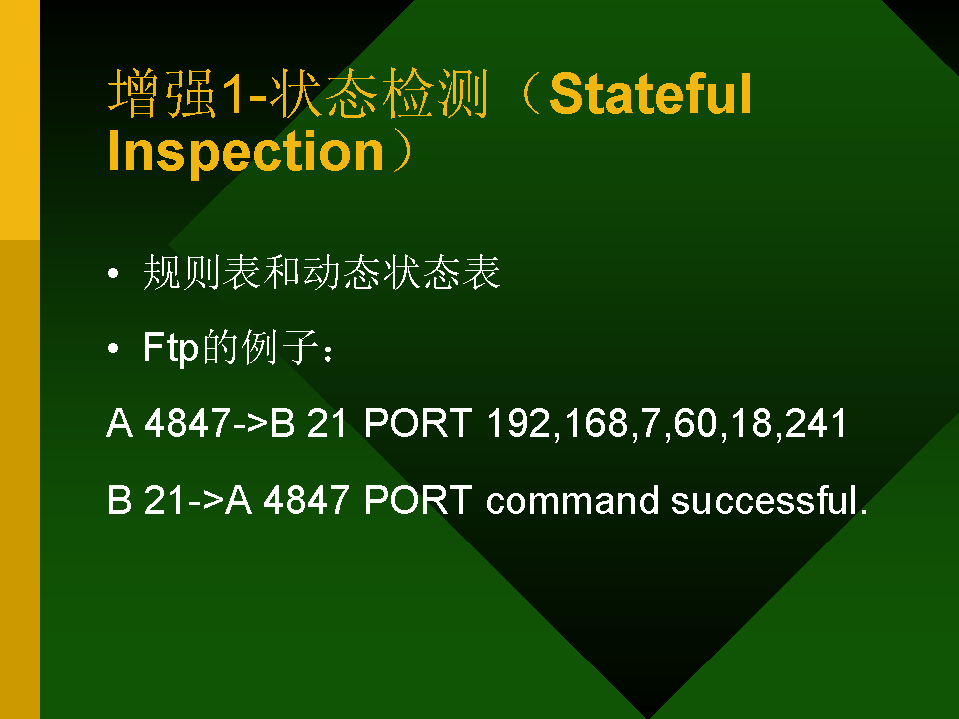 增强1-状态检测（Stateful
Inspection）
• 规则表和动态状态表
• Ftp的例子：
A 4847->B 21 PORT 192,168,7,60,18,241
B 21->A 4847 PORT command successful.